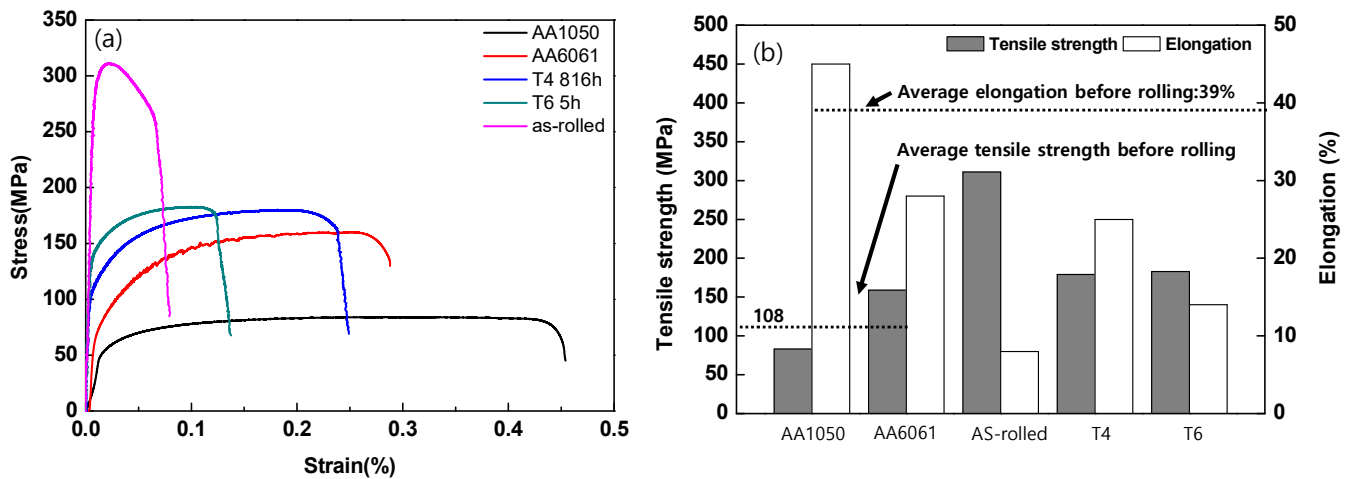 (a)
AA1050
AA6061
T4 816h
T6 5h
as-rolled
350
300
250
200
150
100
50
0
Stress(MPa)
0.0 0.1 0.2 0.3 0.4 0.5
Strain(%)
(b)
Tensile strength Elongation
Average elongation before rolling:39%
Average tensile strength before rolling
108
500
450
400
350
300
250
200
150
100
50
0
Tensile strength (MPa)
50
40
30
20
10
0
Elongation (%)
AA1050 AA6061 AS-rolled T4 T6